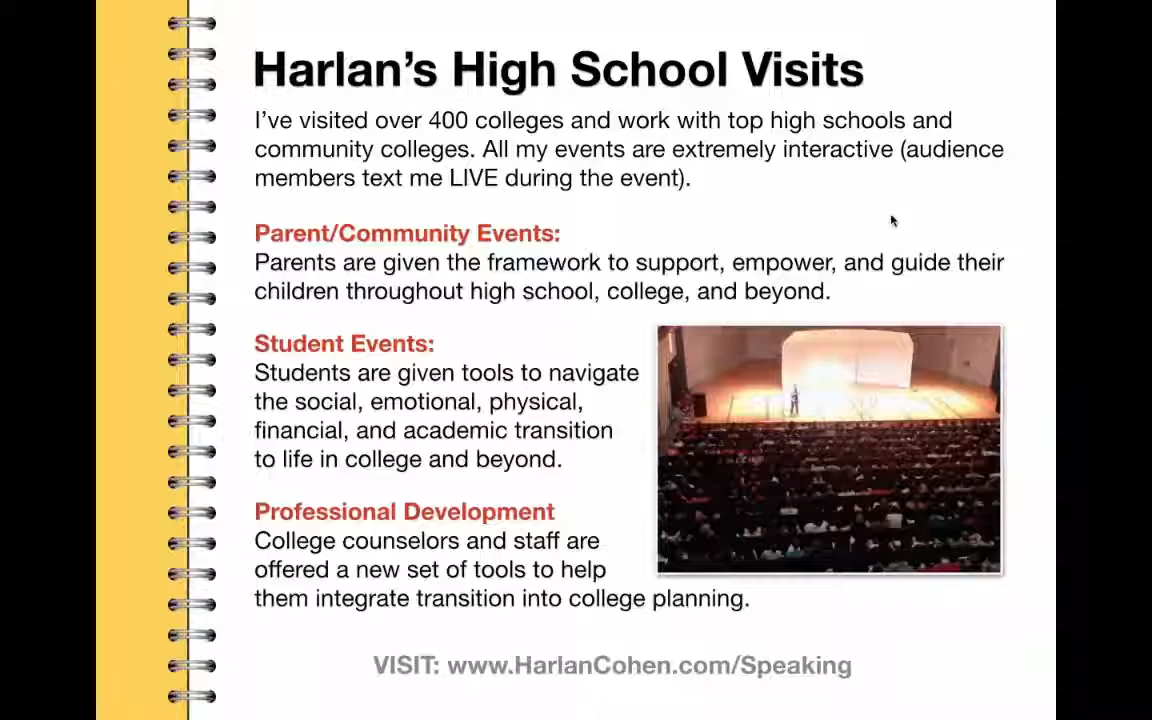 Harlan’s High School Visits
I’ve visited over 400 colleges and work with top high schools and
community colleges. All my events are extremely interactive (audience
members text me LIVE during the event).
Parent/Community Events:
Parents are given the framework to support, empower, and guide their
children throughout high school, college, and beyond.
Student Events:
Students are given tools to navigate
the social, emotional, physical,
financial, and academic transition
to life in college and beyond.
Professional Development
College counselors and staff are
offered a new set of tools to help
them integrate transition into college planning.
VISIT: www.HarlanCohen.com/Speaking